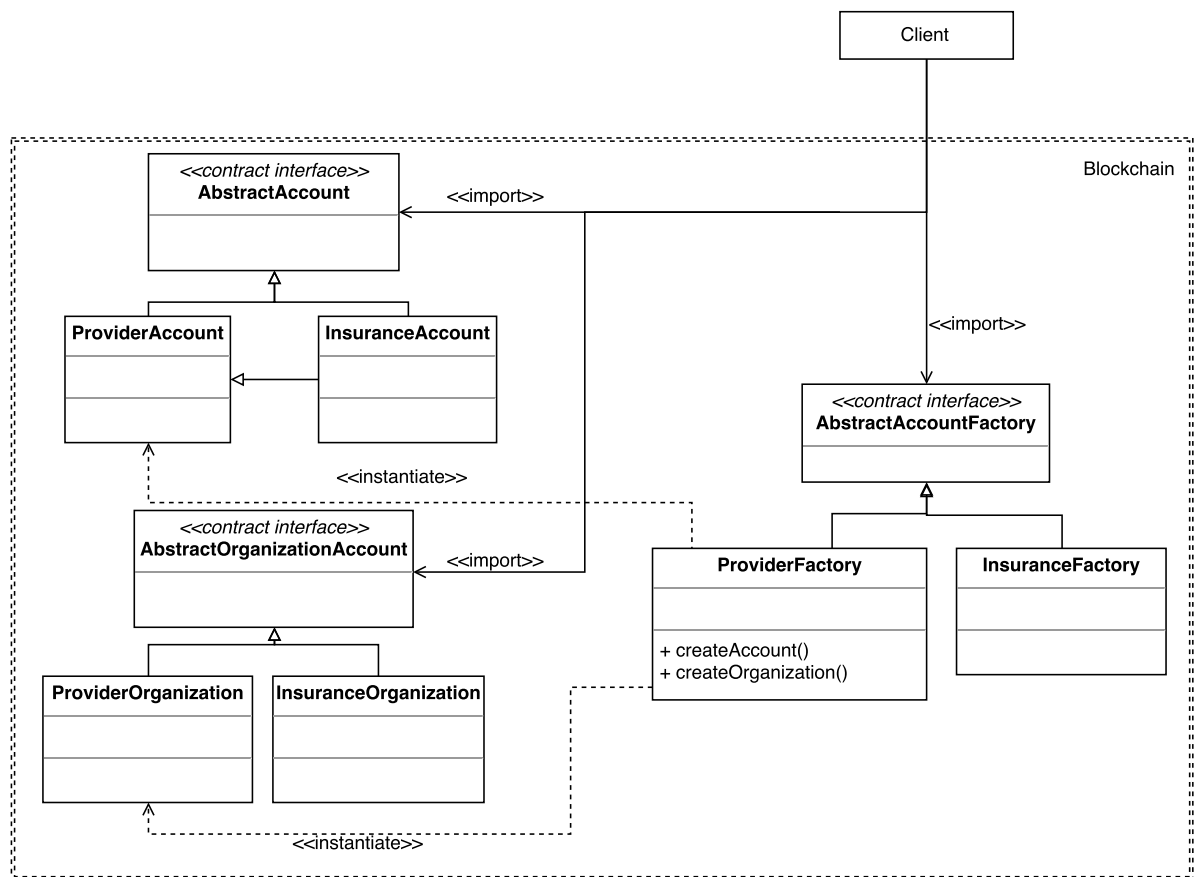 Client
Blockchain
<<contract interface>>
AbstractAccount
<<import>>
ProviderAccount
InsuranceAccount
<<import>>
<<contract interface>>
AbstractAccountFactory
<<instantiate>>
<<contract interface>>
AbstractOrganizationAccount
<<import>>
ProviderFactory
+ createAccount()
+ createOrganization()
InsuranceFactory
ProviderOrganization
InsuranceOrganization
<<instantiate>>